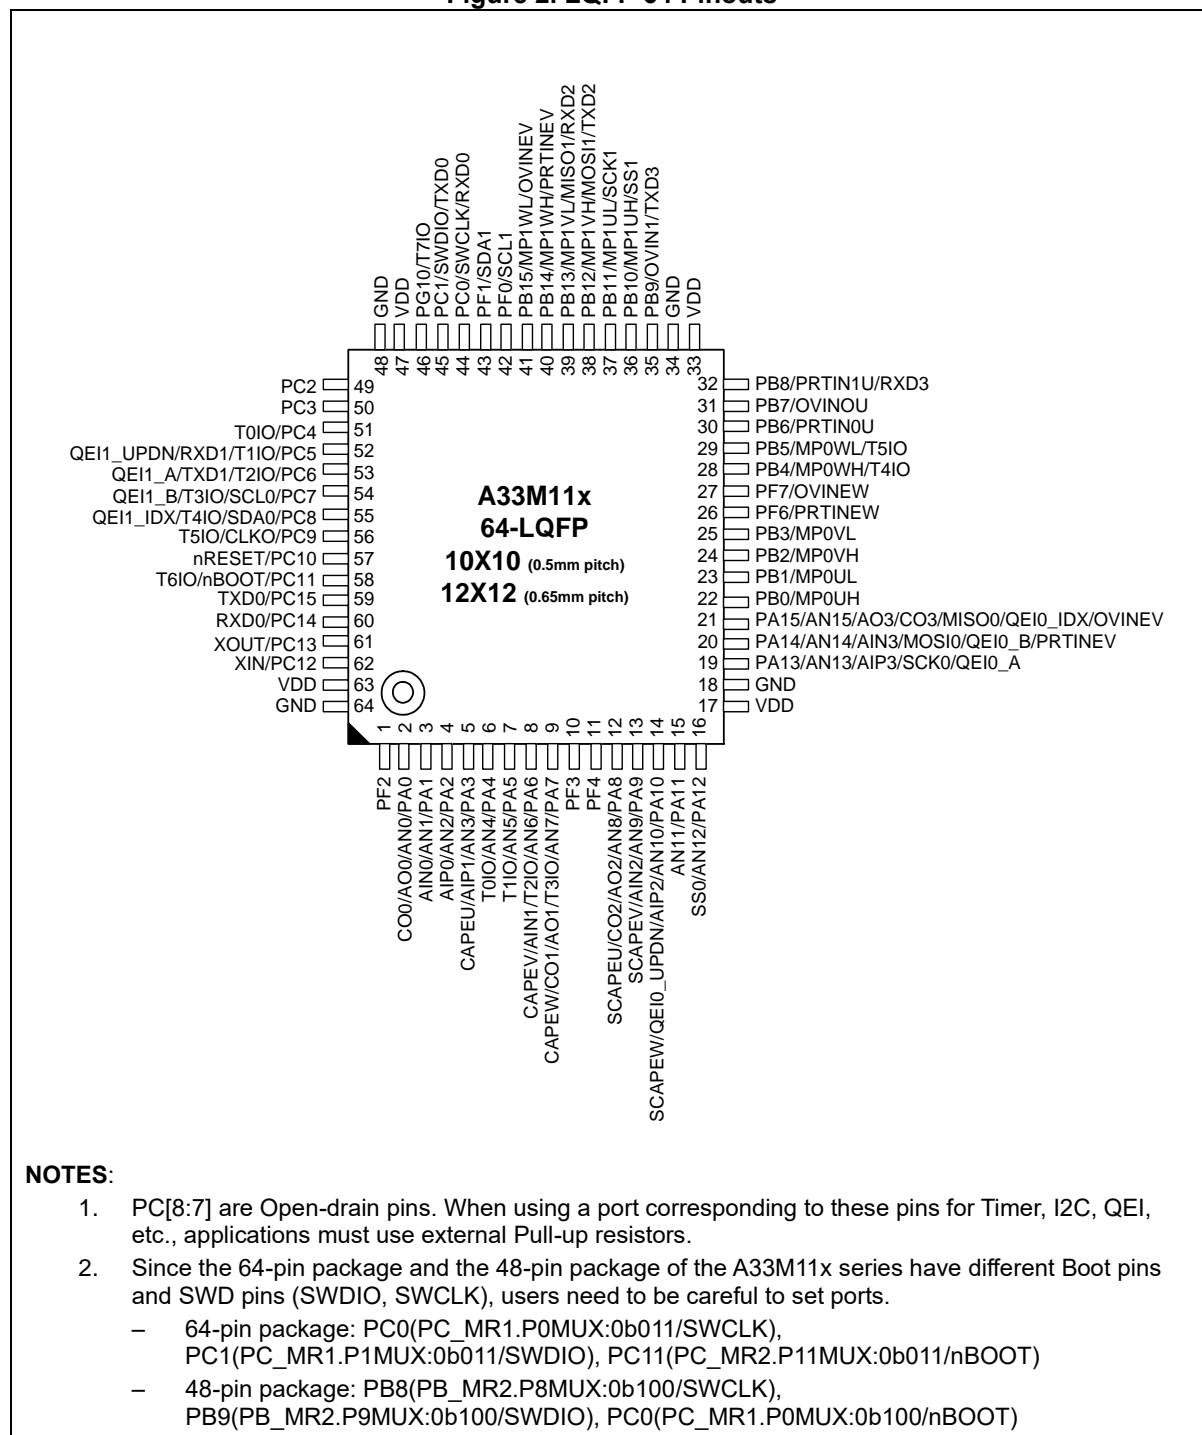 Figure 2. LQFP-64 Pinouts
GND
VDD
PG10/T7IO
PC1/SWDIO/TXD0
PC0/SWCLK/RXD0
PF1/SDA1
PF0/SCL1
PB15/MP1WL/OVINEV
PB14/MP1WH/PRTINEV
PB13/MP1VL/MISO1/RXD2
PB12/MP1VH/MOSI1/TXD2
PB11/MP1UL/SCK1
PB10/MP1UH/SS1
PB9/OVIN1/TXD3
GND
VDD
48
47
46
45
44
43
42
41
40
39
38
37
36
35
34
33
PC2 49
PC3 50
T0IO/PC4 51
QEI1_UPDN/RXD1/T1IO/PC5 52
QEI1_A/TXD1/T2IO/PC6 53
QEI1_B/T3IO/SCL0/PC7 54
QEI1_IDX/T4IO/SDA0/PC8 55
T5IO/CLKO/PC9 56
nRESET/PC10 57
T6IO/nBOOT/PC11 58
TXD0/PC15 59
RXD0/PC14 60
XOUT/PC13 61
XIN/PC12 62
VDD 63
GND 64
A33M11x
64-LQFP
10X10 (0.5mm pitch)
12X12 (0.65mm pitch)
32 PB8/PRTIN1U/RXD3
31 PB7/OVINOU
30 PB6/PRTIN0U
29 PB5/MP0WL/T5IO
28 PB4/MP0WH/T4IO
27 PF7/OVINEW
26 PF6/PRTINEW
25 PB3/MP0VL
24 PB2/MP0VH
23 PB1/MP0UL
22 PB0/MP0UH
21 PA15/AN15/AO3/CO3/MISO0/QEI0_IDX/OVINEV
20 PA14/AN14/AIN3/MOSI0/QEI0_B/PRTINEV
19 PA13/AN13/AIP3/SCK0/QEI0_A
18 GND
17 VDD
1
2
3
4
5
6
7
8
9
10
11
12
13
14
15
16
PF2
CO0/AO0/AN0/PA0
AIN0/AN1/PA1
AIP0/AN2/PA2
CAPEU/AIP1/AN3/PA3
T0IO/AN4/PA4
T1IO/AN5/PA5
CAPEV/AIN1/T2IO/AN6/PA6
CAPEW/CO1/AO1/T3IO/AN7/PA7
PF3
PF4
SCAPEU/CO2/AO2/AN8/PA8
SCAPEV/AIN2/AN9/PA9
SCAPEW/QEI0_UPDN/AIP2/AN10/PA10
AN11/PA11
SS0/AN12/PA12
NOTES:
1. PC[8:7] are Open-drain pins. When using a port corresponding to these pins for Timer, I2C, QEI,
etc., applications must use external Pull-up resistors.
2. Since the 64-pin package and the 48-pin package of the A33M11x series have different Boot pins
and SWD pins (SWDIO, SWCLK), users need to be careful to set ports.
– 64-pin package: PC0(PC_MR1.P0MUX:0b011/SWCLK),
PC1(PC_MR1.P1MUX:0b011/SWDIO), PC11(PC_MR2.P11MUX:0b011/nBOOT)
– 48-pin package: PB8(PB_MR2.P8MUX:0b100/SWCLK),
PB9(PB_MR2.P9MUX:0b100/SWDIO), PC0(PC_MR1.P0MUX:0b100/nBOOT)